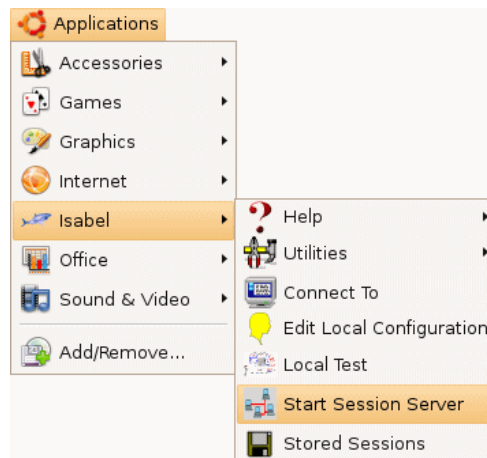 Applications
Accessories
Games
Graphics
Internet
Isabel
Office
Sound & Video
Add/Remove...
Help
Utilities
Connect To
Edit Local Configuration
Local Test
Start Session Server
Stored Sessions